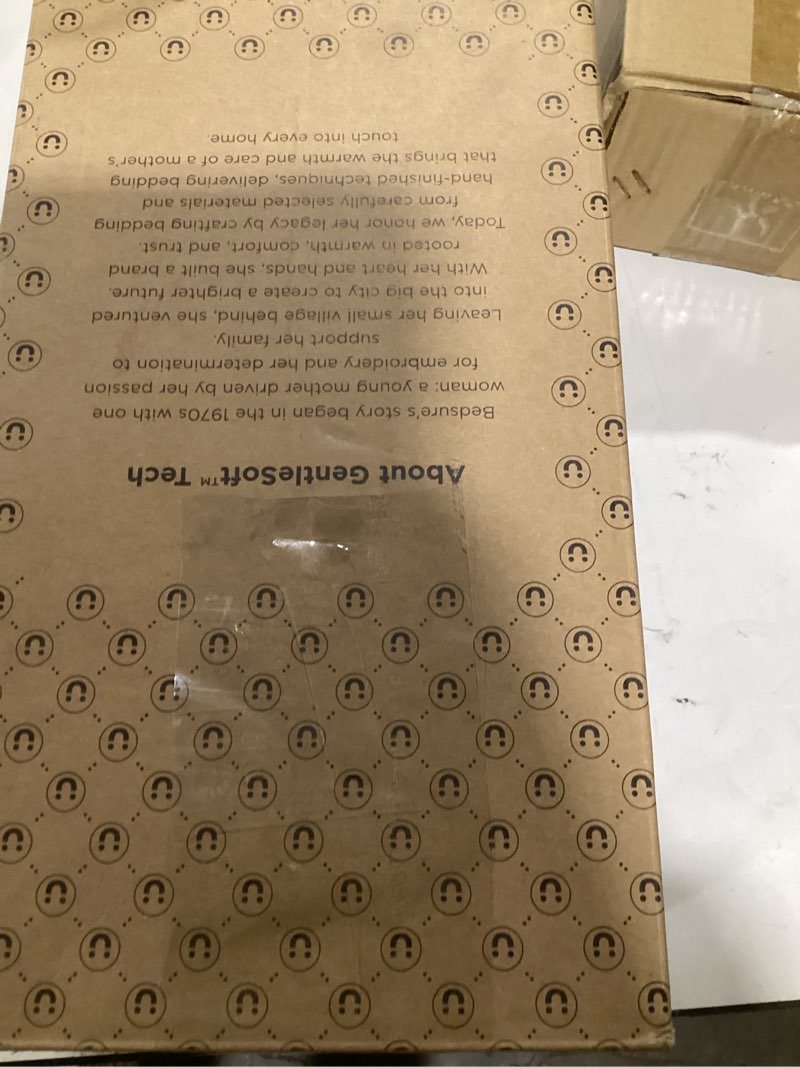 About GentleSoft™ Tech
Bedsure's story began in the 1970s with one
woman: a young mother driven by her passion
for embroidery and her determination to
support her family.
Leaving her small village behind, she ventured
into the big city to create a brighter future.
With her heart and hands, she built a brand
rooted in warmth, comfort, and trust.
Today, we honor her legacy by crafting bedding
from carefully selected materials and
hand-finished techniques, delivering bedding
that brings the warmth and care of a mother's
touch into every home.
11